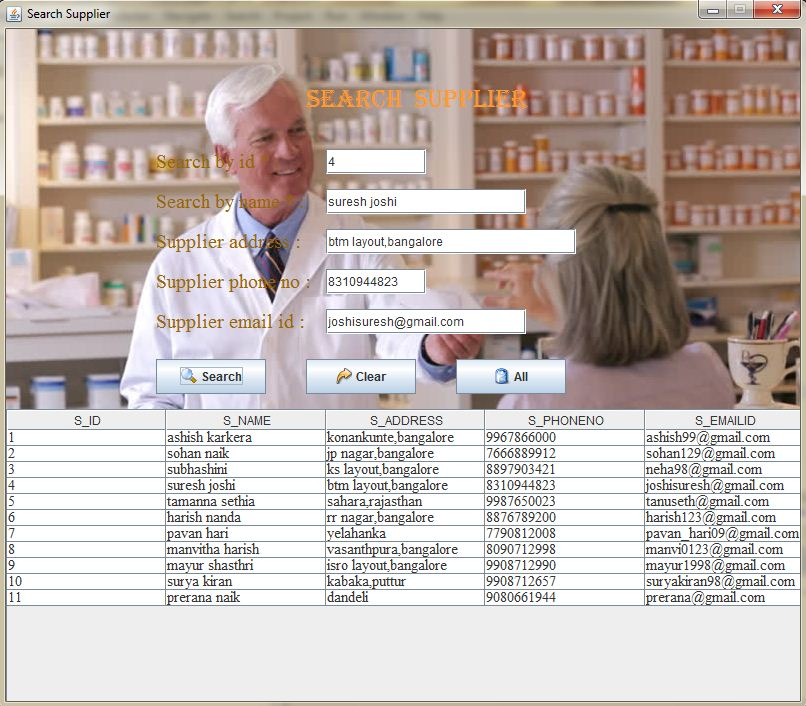 Search Supplier
SEARCH SUPPLIER
Search by id : 4
Search by name : suresh joshi
Supplier address : btm layout,bangalore
Supplier phone no : 8310944823
Supplier email id : joshisuresh@gmail.com
Search Clear All
S_ID S_NAME S_ADDRESS S_PHONENO S_EMAILID
1 ashish karkera konankunte,bangalore 9967866000 ashish99@gmail.com
2 sohan naik jp nagar,bangalore 7666889912 sohan129@gmail.com
3 subhashini ks layout,bangalore 8897903421 neha98@gmail.com
4 suresh joshi btm layout,bangalore 8310944823 joshisuresh@gmail.com
5 tamanna sethia sahara,rajasthan 9987650023 tanuseth@gmail.com
6 harish nanda rr nagar,bangalore 8876789200 harish123@gmail.com
7 pavan hari yelahanka 7790812008 pavan_hari09@gmail.com
8 manvitha harish vasanthpura,bangalore 8090712998 manvi0123@gmail.com
9 mayur shasthri isro layout,bangalore 9908712990 mayur1998@gmail.com
10 surya kiran kabaka,puttur 9908712657 suryakiran98@gmail.com
11 prerana naik dandeli 9080661944 prerana@gmail.com